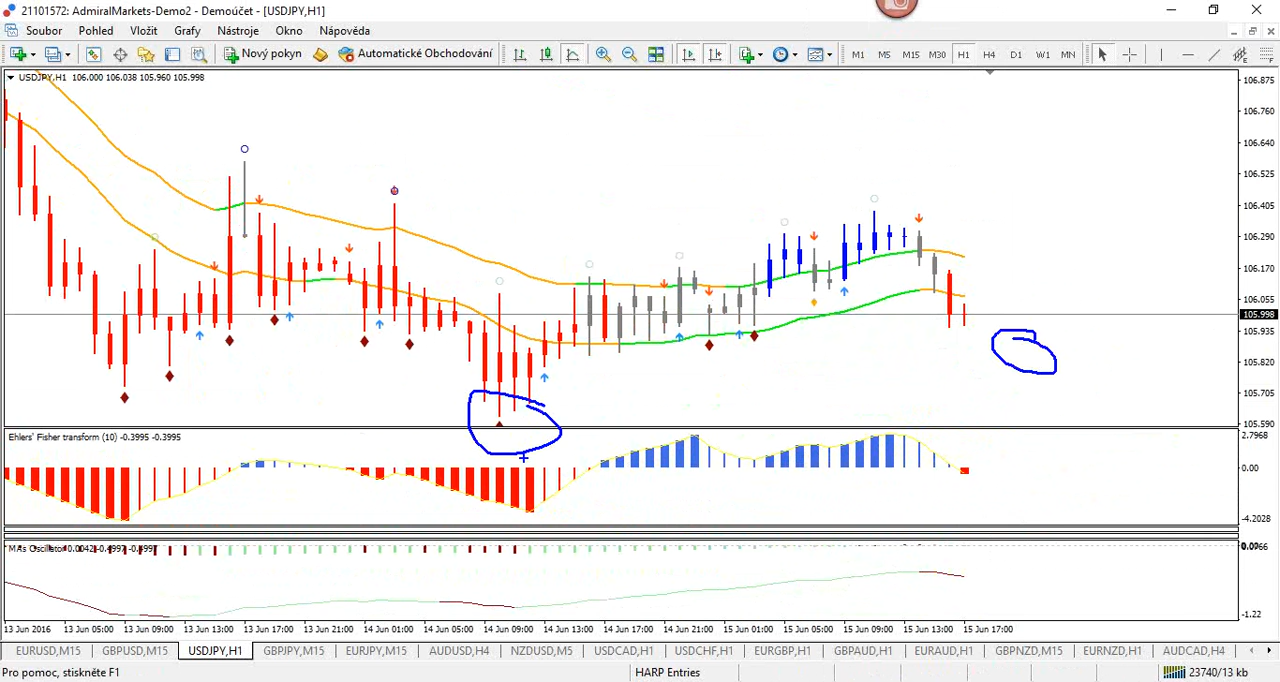 21101572: AdmiralMarkets-Demo2 - Demoúčet - [USDJPY,H1]
Soubor Pohled Vložit Grafy Nástroje Okno Nápověda
Nový pokyn Automatické Obchodování M1 M5 M15 M30 H1 H4 D1 W1 MN
USDJPY,H1 106.000 106.038 105.960 105.998
106.875
106.760
106.640
106.525
106.405
106.290
106.170
106.055
105.998
105.935
105.820
105.705
105.590
Ehlers' Fisher transform (10) -0.3995 -0.3995
2.7968
0.00
-4.2028
MAs Oscillator 0.0042 -0.4997 -0.4997
-1.22
13 Jun 2016 13 Jun 05:00 13 Jun 09:00 13 Jun 13:00 13 Jun 17:00 13 Jun 21:00 14 Jun 01:00 14 Jun 05:00 14 Jun 09:00 14 Jun 13:00 14 Jun 17:00 14 Jun 21:00 15 Jun 01:00 15 Jun 05:00 15 Jun 09:00 15 Jun 13:00 15 Jun 17:00
EURUSD,M15 GBPUSD,M15 USDJPY,H1 GBPJPY,M15 EURJPY,M15 AUDUSD,H4 NZDUSD,M5 USDCAD,H1 USDCHF,H1 EURGBP,H1 GBPAUD,H1 EURAUD,H1 GBPNZD,M15 EURNZD,H1 AUDCAD,H4
Pro pomoc, stiskněte F1 HARP Entries 23740/13 kb